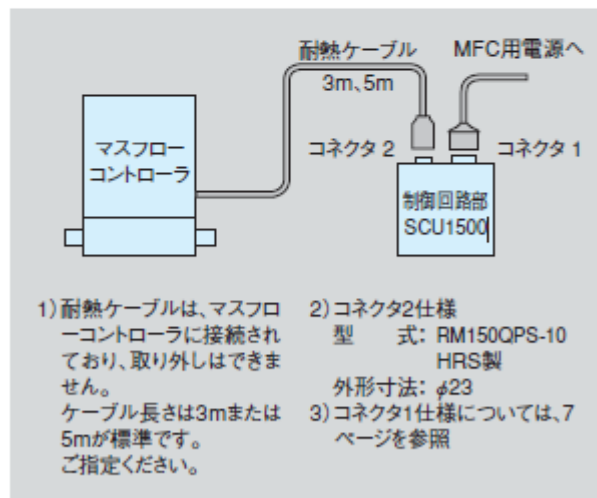 耐熱ケーブル
3m、5m
MFC用電源へ
マスフロー
コントローラ
コネクタ 2
コネクタ 1
制御回路部
SCU1500
1)耐熱ケーブルは、マスフロ
ーコントローラに接続され
ており、取り外しはできま
せん。
ケーブル長さは3mまたは
5mが標準です。
ご指定ください。
2)コネクタ2仕様
型　　式: RM150QPS-10
HRS製
外形寸法: φ23
3)コネクタ1仕様については、7
ページを参照